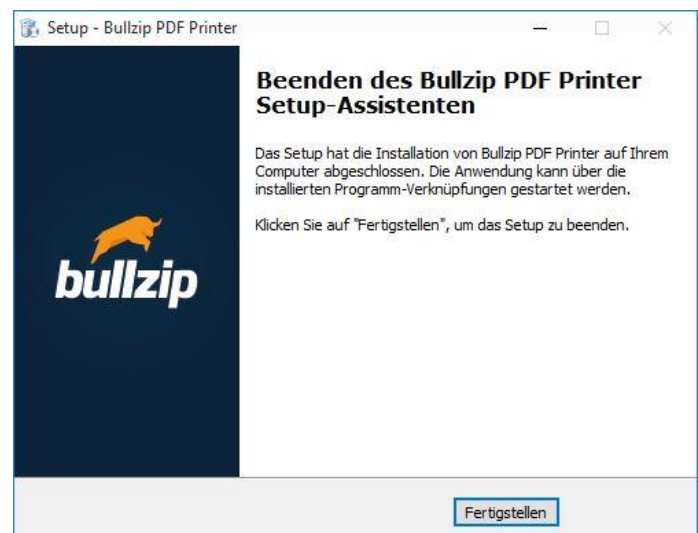 Setup - Bullzip PDF Printer
Beenden des Bullzip PDF Printer
Setup-Assistenten
Das Setup hat die Installation von Bullzip PDF Printer auf Ihrem
Computer abgeschlossen. Die Anwendung kann über die
installierten Programm-Verknüpfungen gestartet werden.
Klicken Sie auf "Fertigstellen", um das Setup zu beenden.
bullzip
Fertigstellen